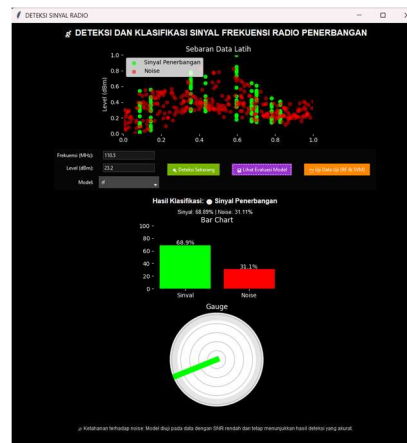 DETEKSI SINYAL RADIO
DETEKSI DAN KLASIFIKASI SINYAL FREKUENSI RADIO PENERBANGAN
Sebaran Data Latih
Sinyal Penerbangan
Noise
Level (dBm)
1.0
0.8
0.6
0.4
0.2
0.0
0.0 0.2 0.4 0.6 0.8 1.0
Frekuensi (MHz): 110.5
Level (dBm): 23.2
Deteksi Sekarang
Lihat Evaluasi Model
Uji Data Uji (RF & SVM)
Model: rf
Hasil Klasifikasi: Sinyal Penerbangan
Sinyal: 68.89% | Noise: 31.11%
Bar Chart
100
80
60
40
20
0
68.9%
31.1%
Sinyal Noise
Gauge
Ketahanan terhadap noise: Model diuji pada data dengan SNR rendah dan tetap menunjukkan hasil deteksi yang akurat.